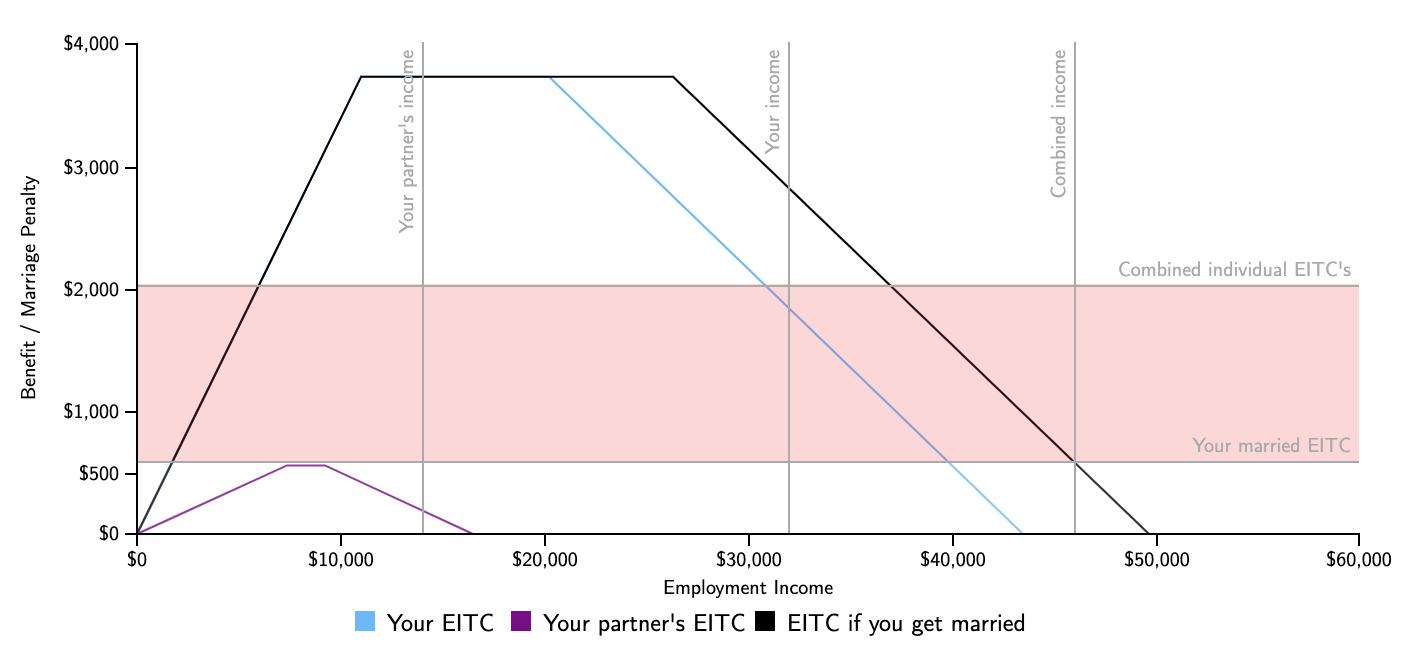 $4,000
$3,000
$2,000
$1,000
$500
$0
Benefit / Marriage Penalty
Your partner's income
Your income
Combined income
Combined individual EITC's
Your married EITC
$0 $10,000 $20,000 $30,000 $40,000 $50,000 $60,000
Employment Income
Your EITC Your partner's EITC EITC if you get married